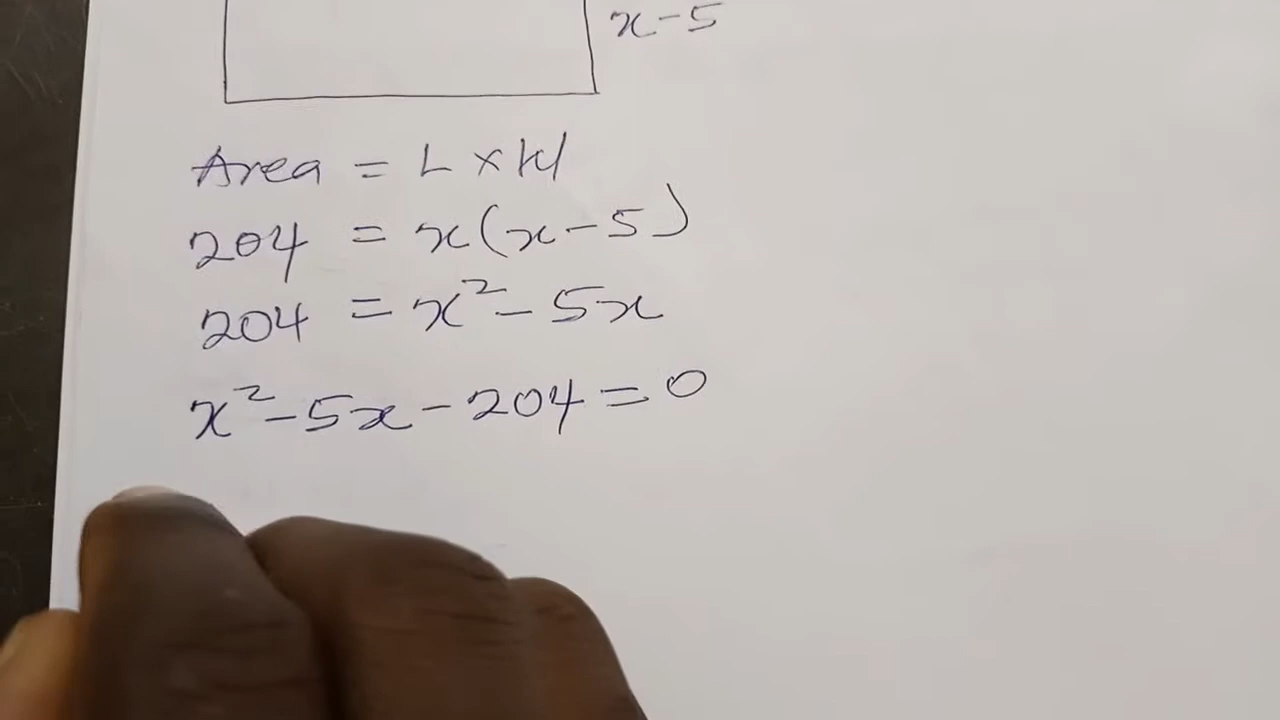 x-5
Area = L x W
204 = x(x-5)
204 = x²-5x
x²-5x-204=0